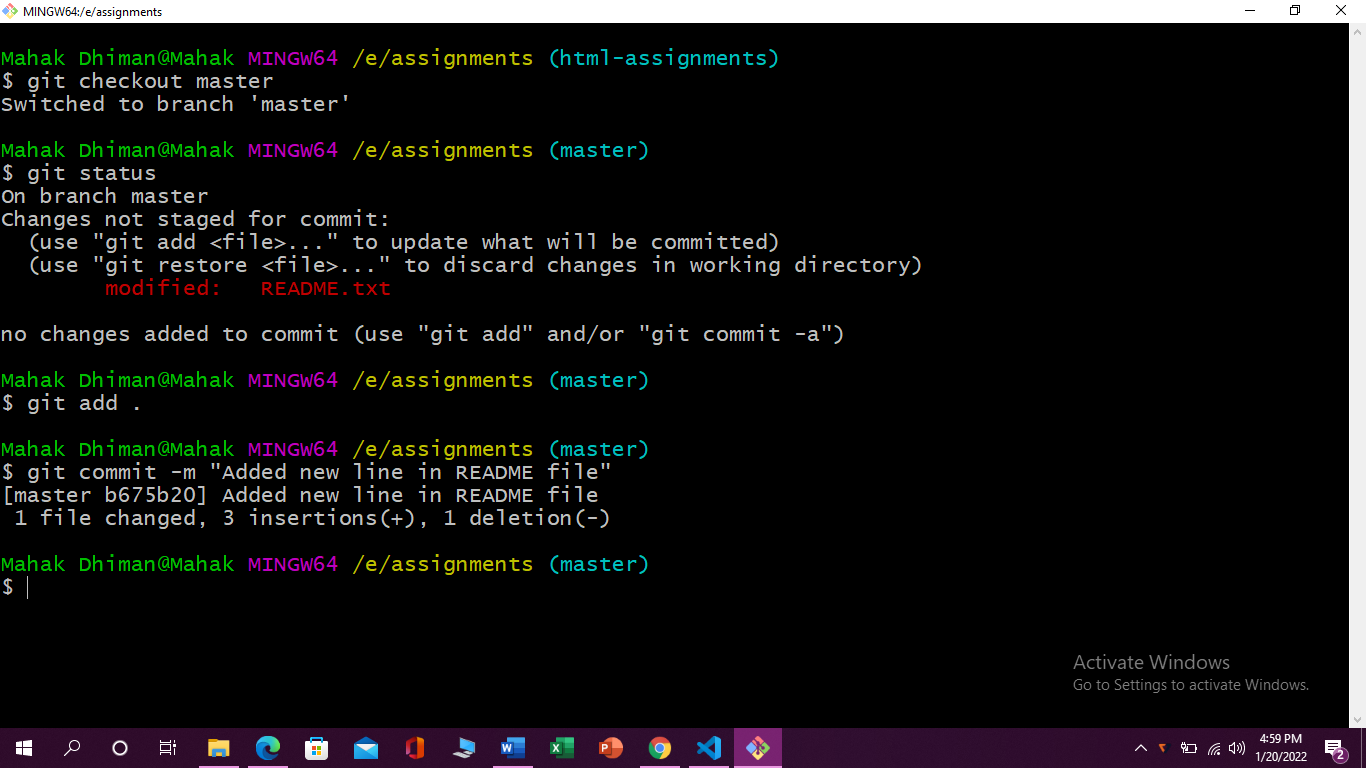 MINGW64:/e/assignments
Mahak Dhiman@Mahak MINGW64 /e/assignments (html-assignments)
$ git checkout master
Switched to branch 'master'
Mahak Dhiman@Mahak MINGW64 /e/assignments (master)
$ git status
On branch master
Changes not staged for commit:
  (use "git add <file>..." to update what will be committed)
  (use "git restore <file>..." to discard changes in working directory)
        modified:   README.txt
no changes added to commit (use "git add" and/or "git commit -a")
Mahak Dhiman@Mahak MINGW64 /e/assignments (master)
$ git add .
Mahak Dhiman@Mahak MINGW64 /e/assignments (master)
$ git commit -m "Added new line in README file"
[master b675b20] Added new line in README file
 1 file changed, 3 insertions(+), 1 deletion(-)
Mahak Dhiman@Mahak MINGW64 /e/assignments (master)
$
Activate Windows
Go to Settings to activate Windows.
4:59 PM
1/20/2022
2